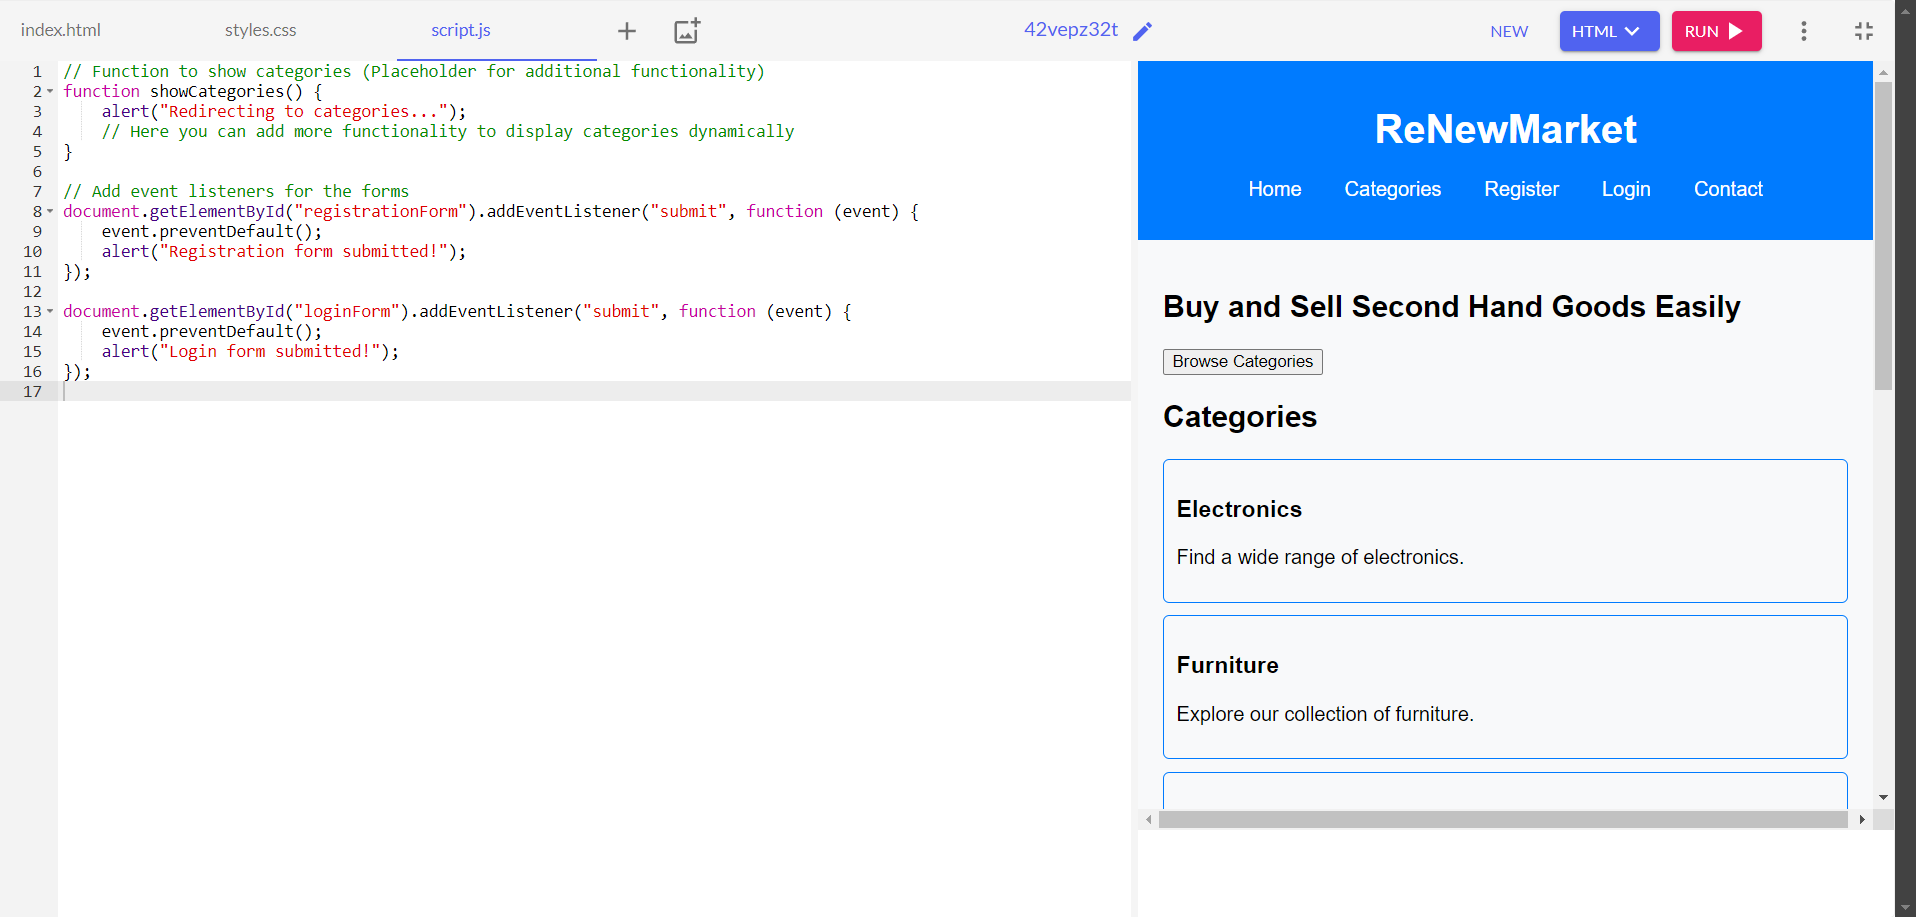 index.html styles.css script.js 42vepz32t NEW HTML RUN
1 // Function to show categories (Placeholder for additional functionality)
2 function showCategories() {
3 alert("Redirecting to categories...");
4 // Here you can add more functionality to display categories dynamically
5 }
6
7 // Add event listeners for the forms
8 document.getElementById("registrationForm").addEventListener("submit", function (event) {
9 event.preventDefault();
10 alert("Registration form submitted!");
11 });
12
13 document.getElementById("loginForm").addEventListener("submit", function (event) {
14 event.preventDefault();
15 alert("Login form submitted!");
16 });
17
ReNewMarket
Home Categories Register Login Contact
Buy and Sell Second Hand Goods Easily
Browse Categories
Categories
Electronics
Find a wide range of electronics.
Furniture
Explore our collection of furniture.